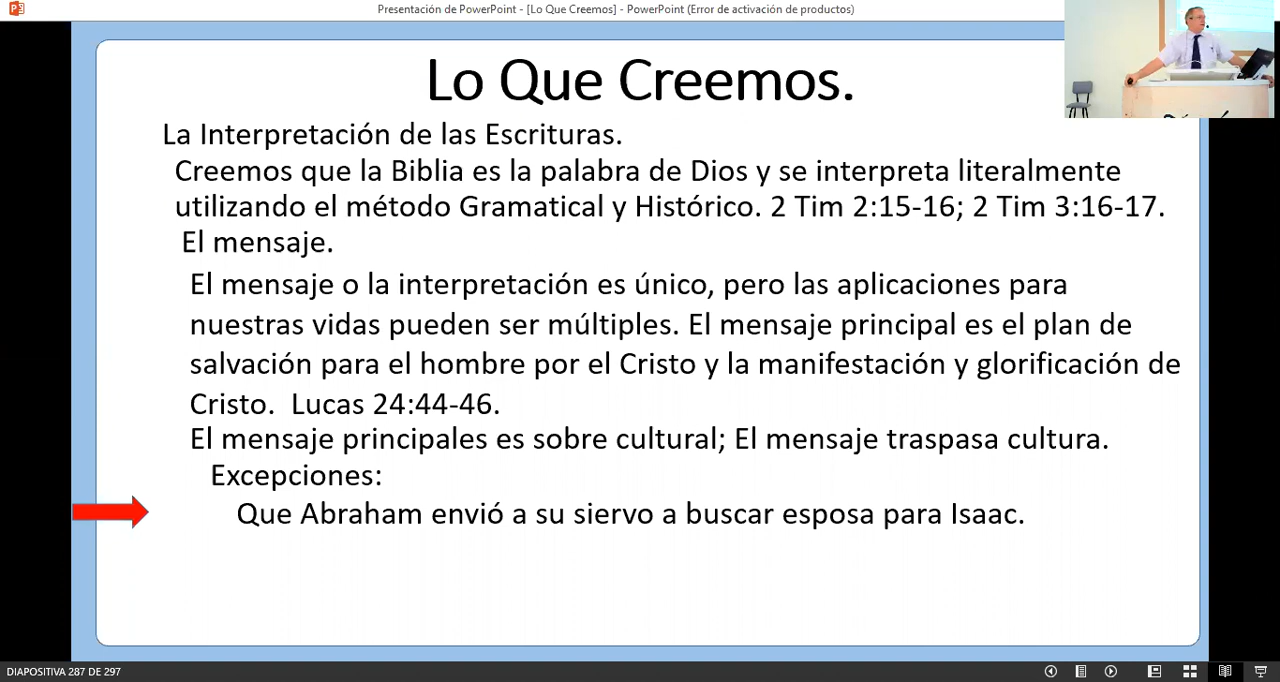 Presentación de PowerPoint - [Lo Que Creemos] - PowerPoint (Error de activación de productos)
Lo Que Creemos.
La Interpretación de las Escrituras.
Creemos que la Biblia es la palabra de Dios y se interpreta literalmente
utilizando el método Gramatical y Histórico. 2 Tim 2:15-16; 2 Tim 3:16-17.
El mensaje.
El mensaje o la interpretación es único, pero las aplicaciones para
nuestras vidas pueden ser múltiples. El mensaje principal es el plan de
salvación para el hombre por el Cristo y la manifestación y glorificación de
Cristo. Lucas 24:44-46.
El mensaje principales es sobre cultural; El mensaje traspasa cultura.
Excepciones:
Que Abraham envió a su siervo a buscar esposa para Isaac.
DIAPOSITIVA 287 DE 297